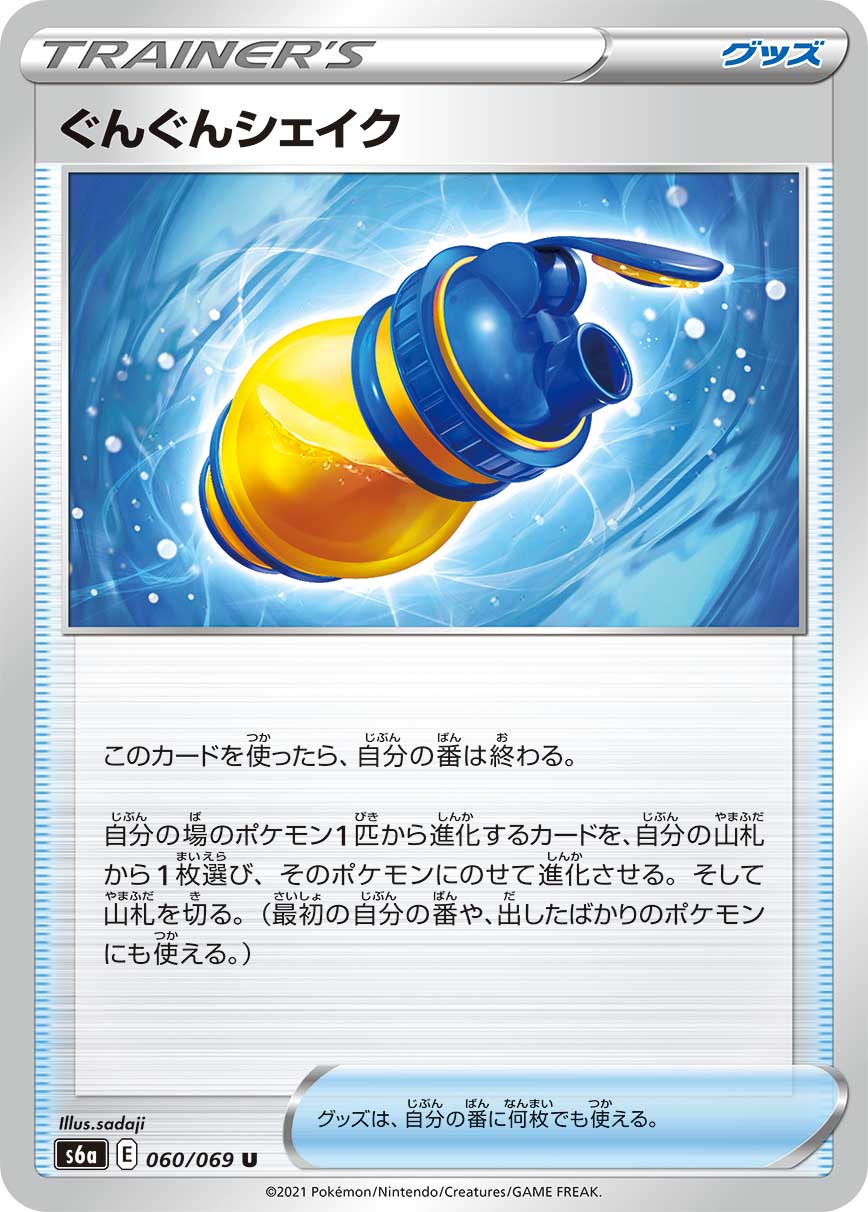 TRAINER'S グッズ
ぐんぐんシェイク
このカードを使ったら、自分の番は終わる。
自分の場のポケモン1匹から進化するカードを、自分の山札
から1枚選び、そのポケモンにのせて進化させる。そして
山札を切る。（最初の自分の番や、出したばかりのポケモン
にも使える。）
グッズは、自分の番に何枚でも使える。
Illus.sadaji
s6a E 060/069 U
©2021 Pokémon/Nintendo/Creatures/GAME FREAK.